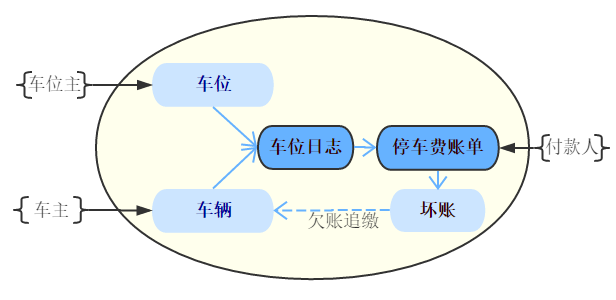 {车位主}
车位
车位日志
停车费账单
{付款人}
{车主}
车辆
欠账追缴
坏账